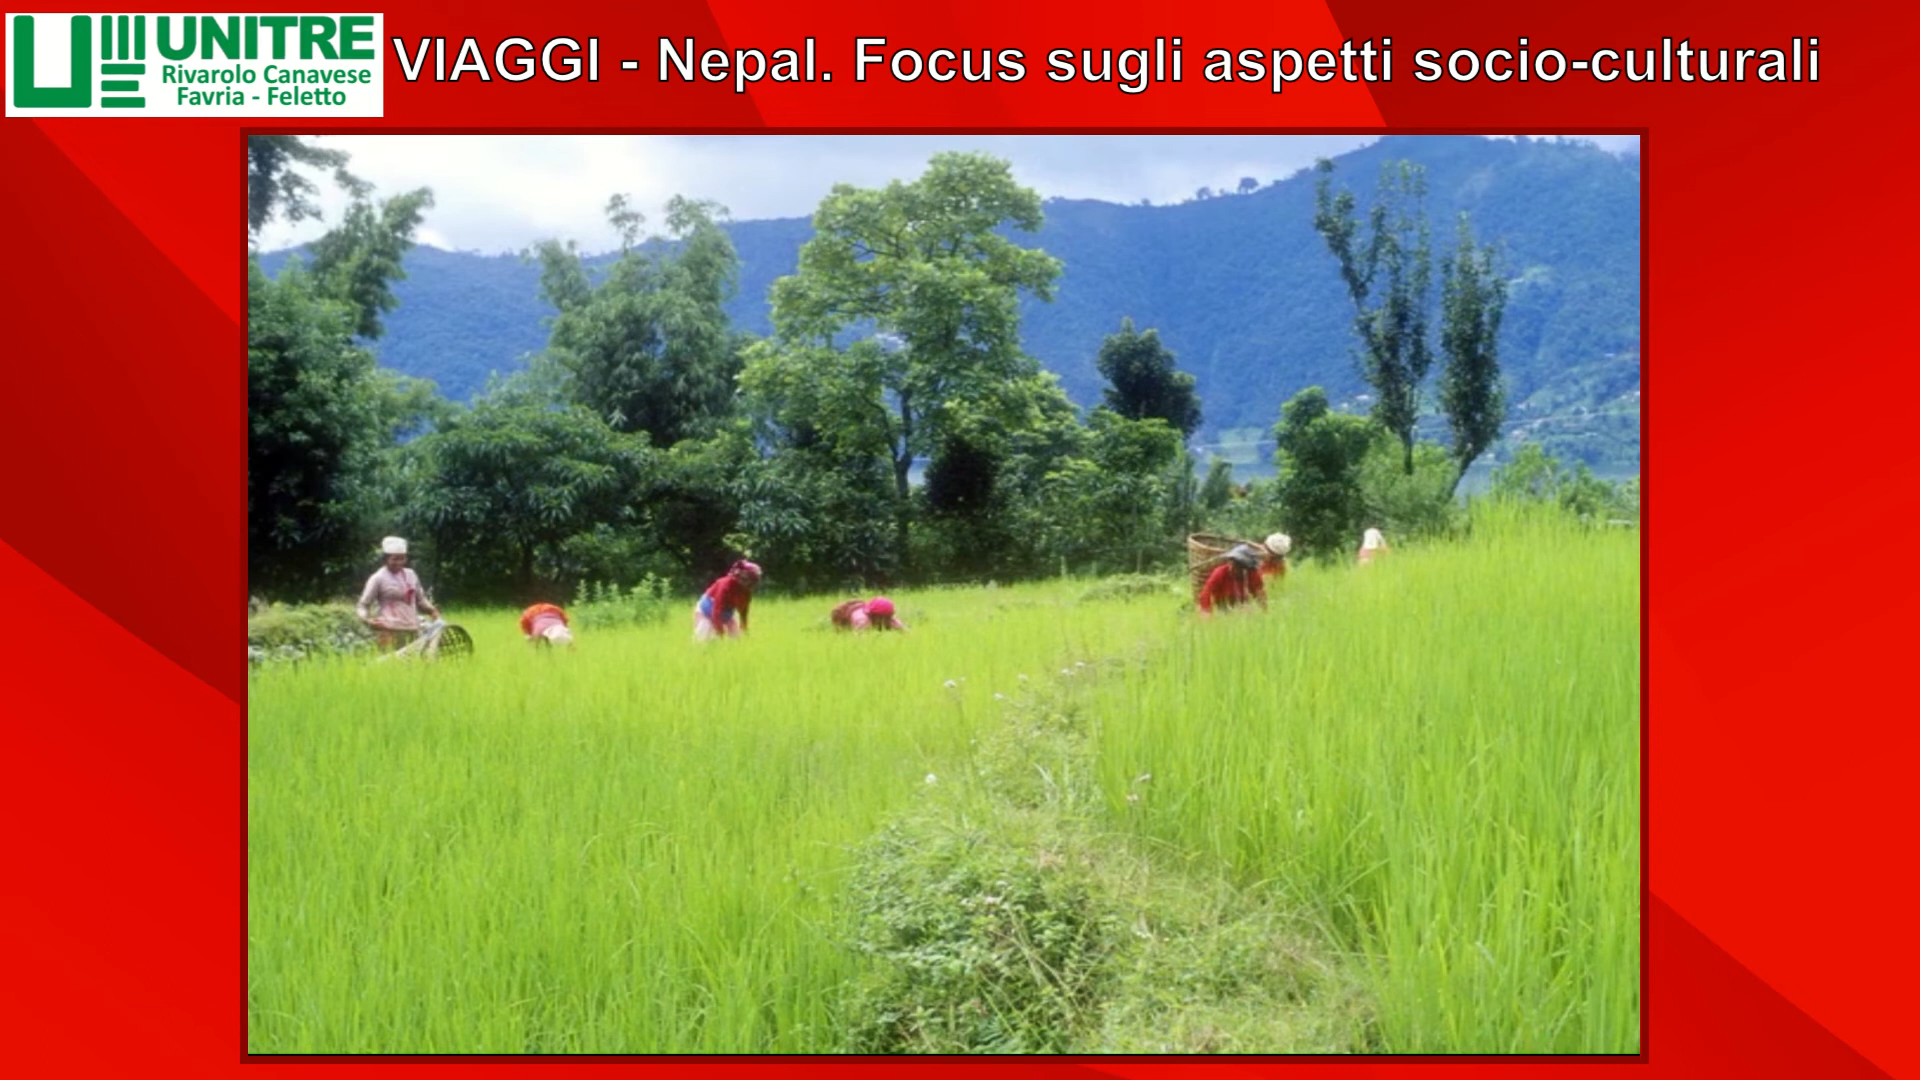 UNITRE
Rivarolo Canavese
Favria - Feletto
VIAGGI - Nepal. Focus sugli aspetti socio-culturali